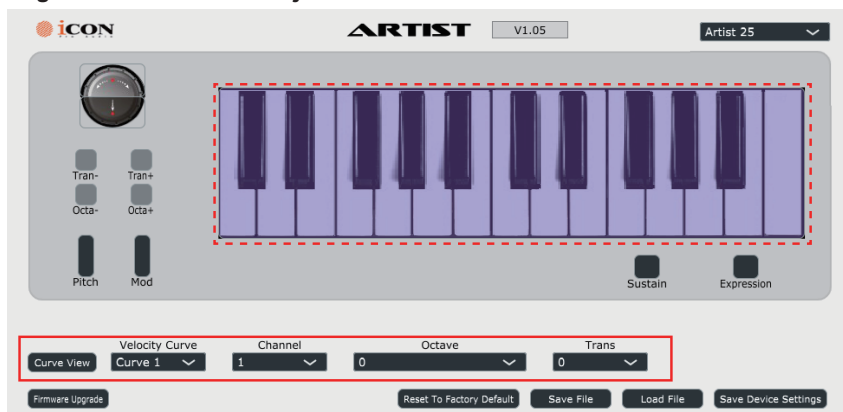 icon
ARTIST
V1.05
Artist 25
Tran-
Tran+
Octa-
Octa+
Pitch
Mod
Sustain
Expression
Velocity Curve
Channel
Octave
Trans
Curve View
Curve 1
1
0
0
Firmware Upgrade
Reset To Factory Default
Save File
Load File
Save Device Settings